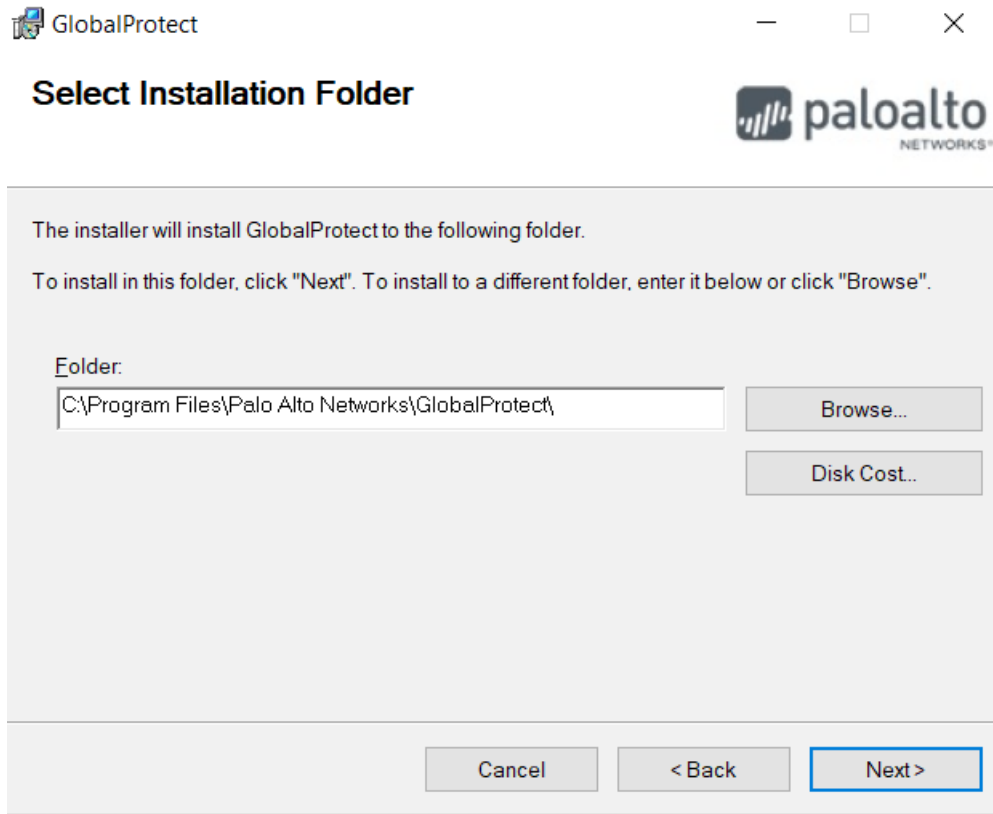 GlobalProtect
Select Installation Folder
paloalto
NETWORKS®
The installer will install GlobalProtect to the following folder.
To install in this folder, click "Next". To install to a different folder, enter it below or click "Browse".
Folder:
C:\Program Files\Palo Alto Networks\GlobalProtect\
Browse...
Disk Cost...
Cancel
< Back
Next >